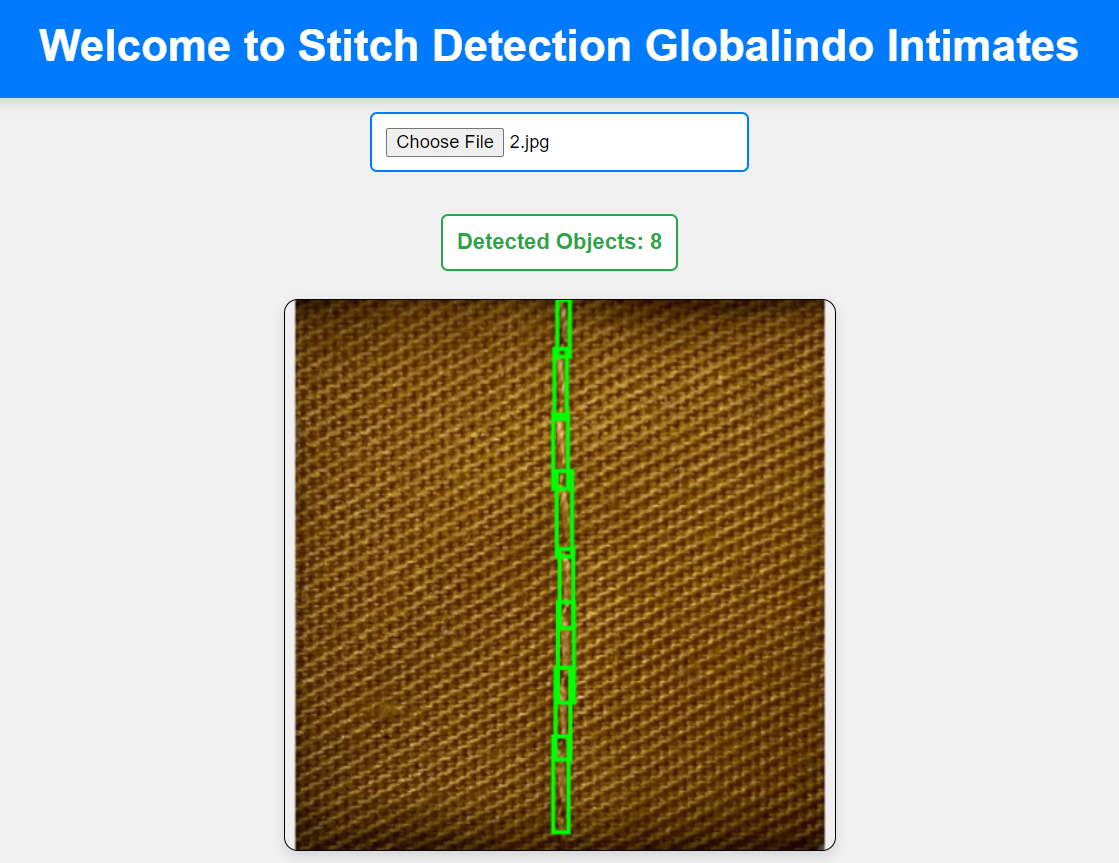 Welcome to Stitch Detection Globalindo Intimates
Choose File 2.jpg
Detected Objects: 8